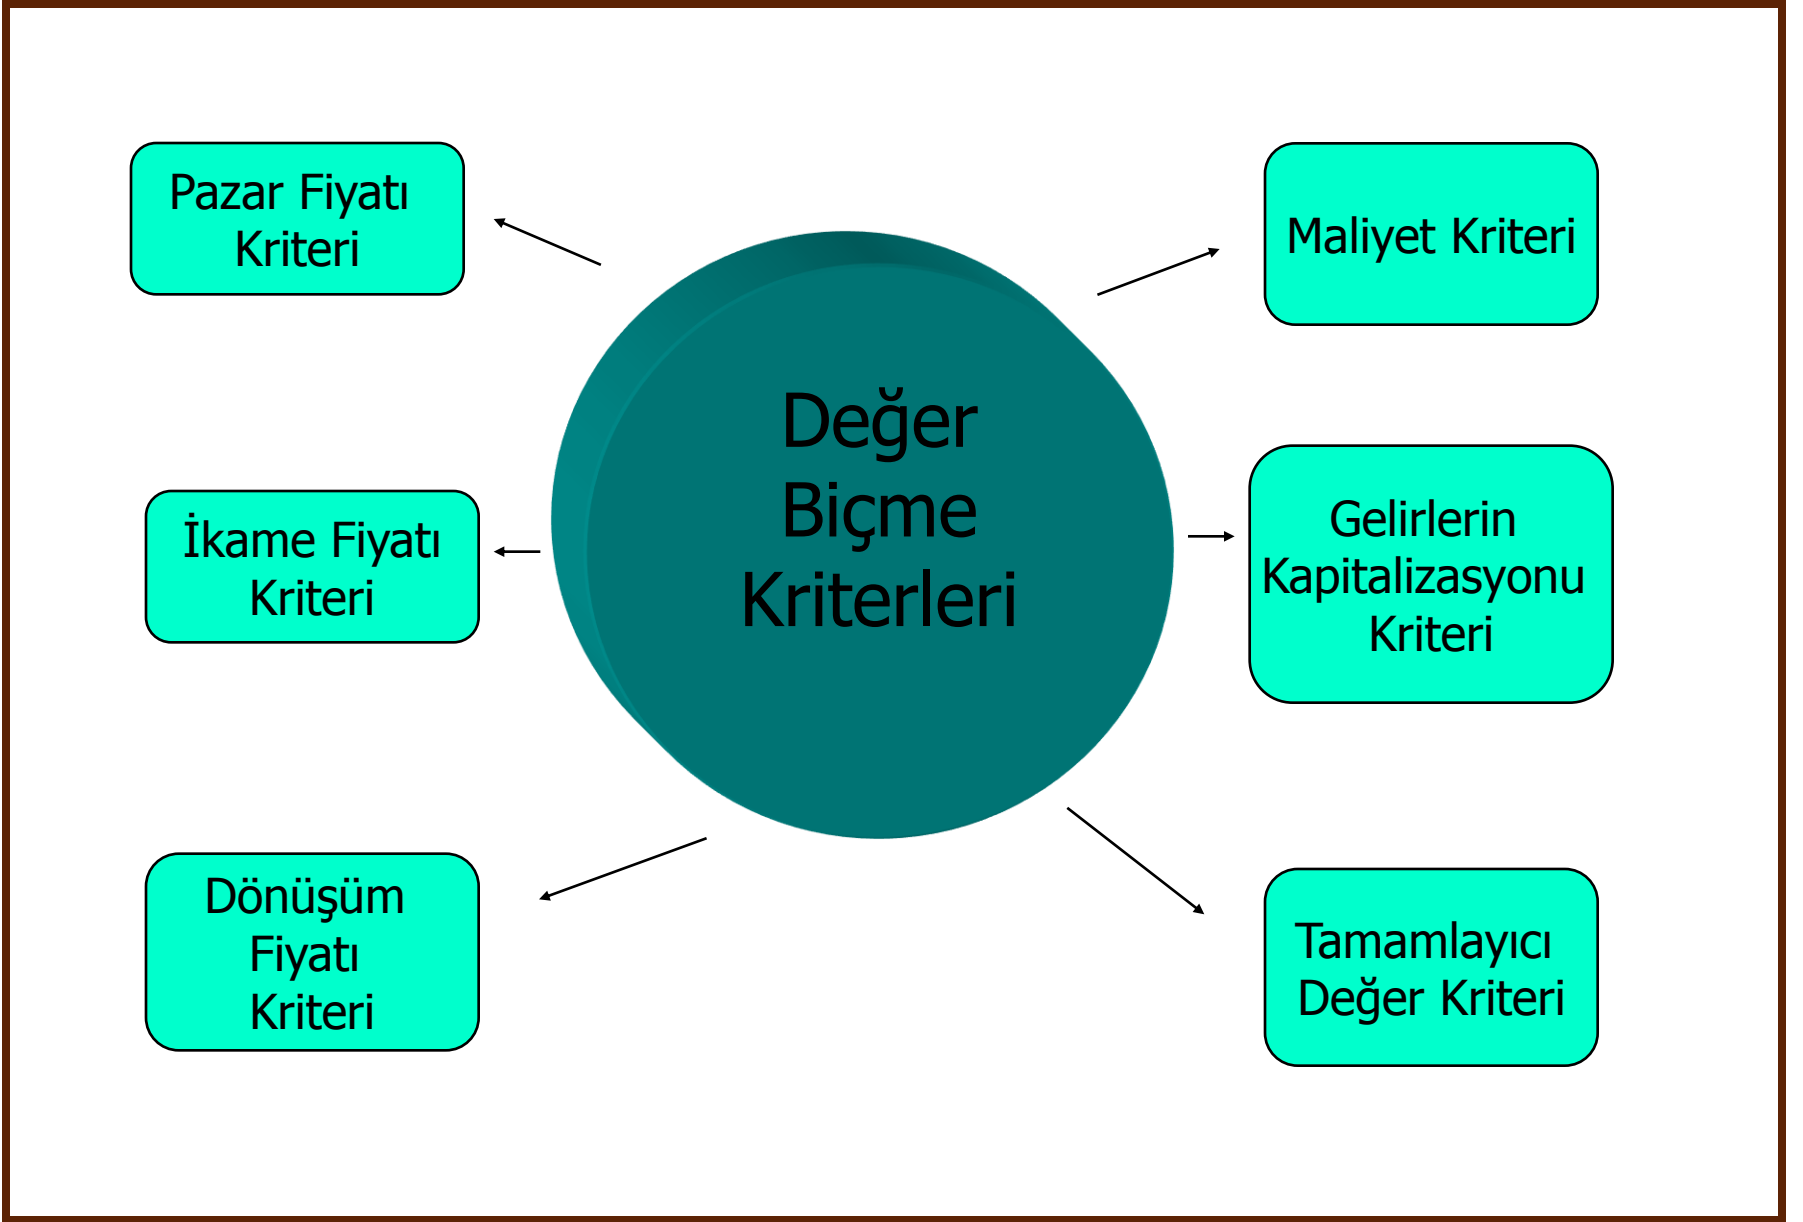 Pazar Fiyatı
Kriteri
Maliyet Kriteri
Değer
Biçme
Kriterleri
İkame Fiyatı
Kriteri
Gelirlerin
Kapitalizasyonu
Kriteri
Dönüşüm
Fiyatı
Kriteri
Tamamlayıcı
Değer Kriteri